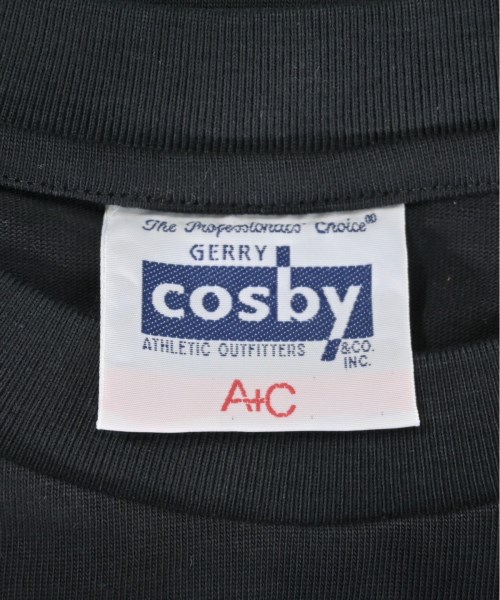 The Professionals' Choice®
GERRY
cosby
ATHLETIC OUTFITTERS &CO.
INC.
A+C